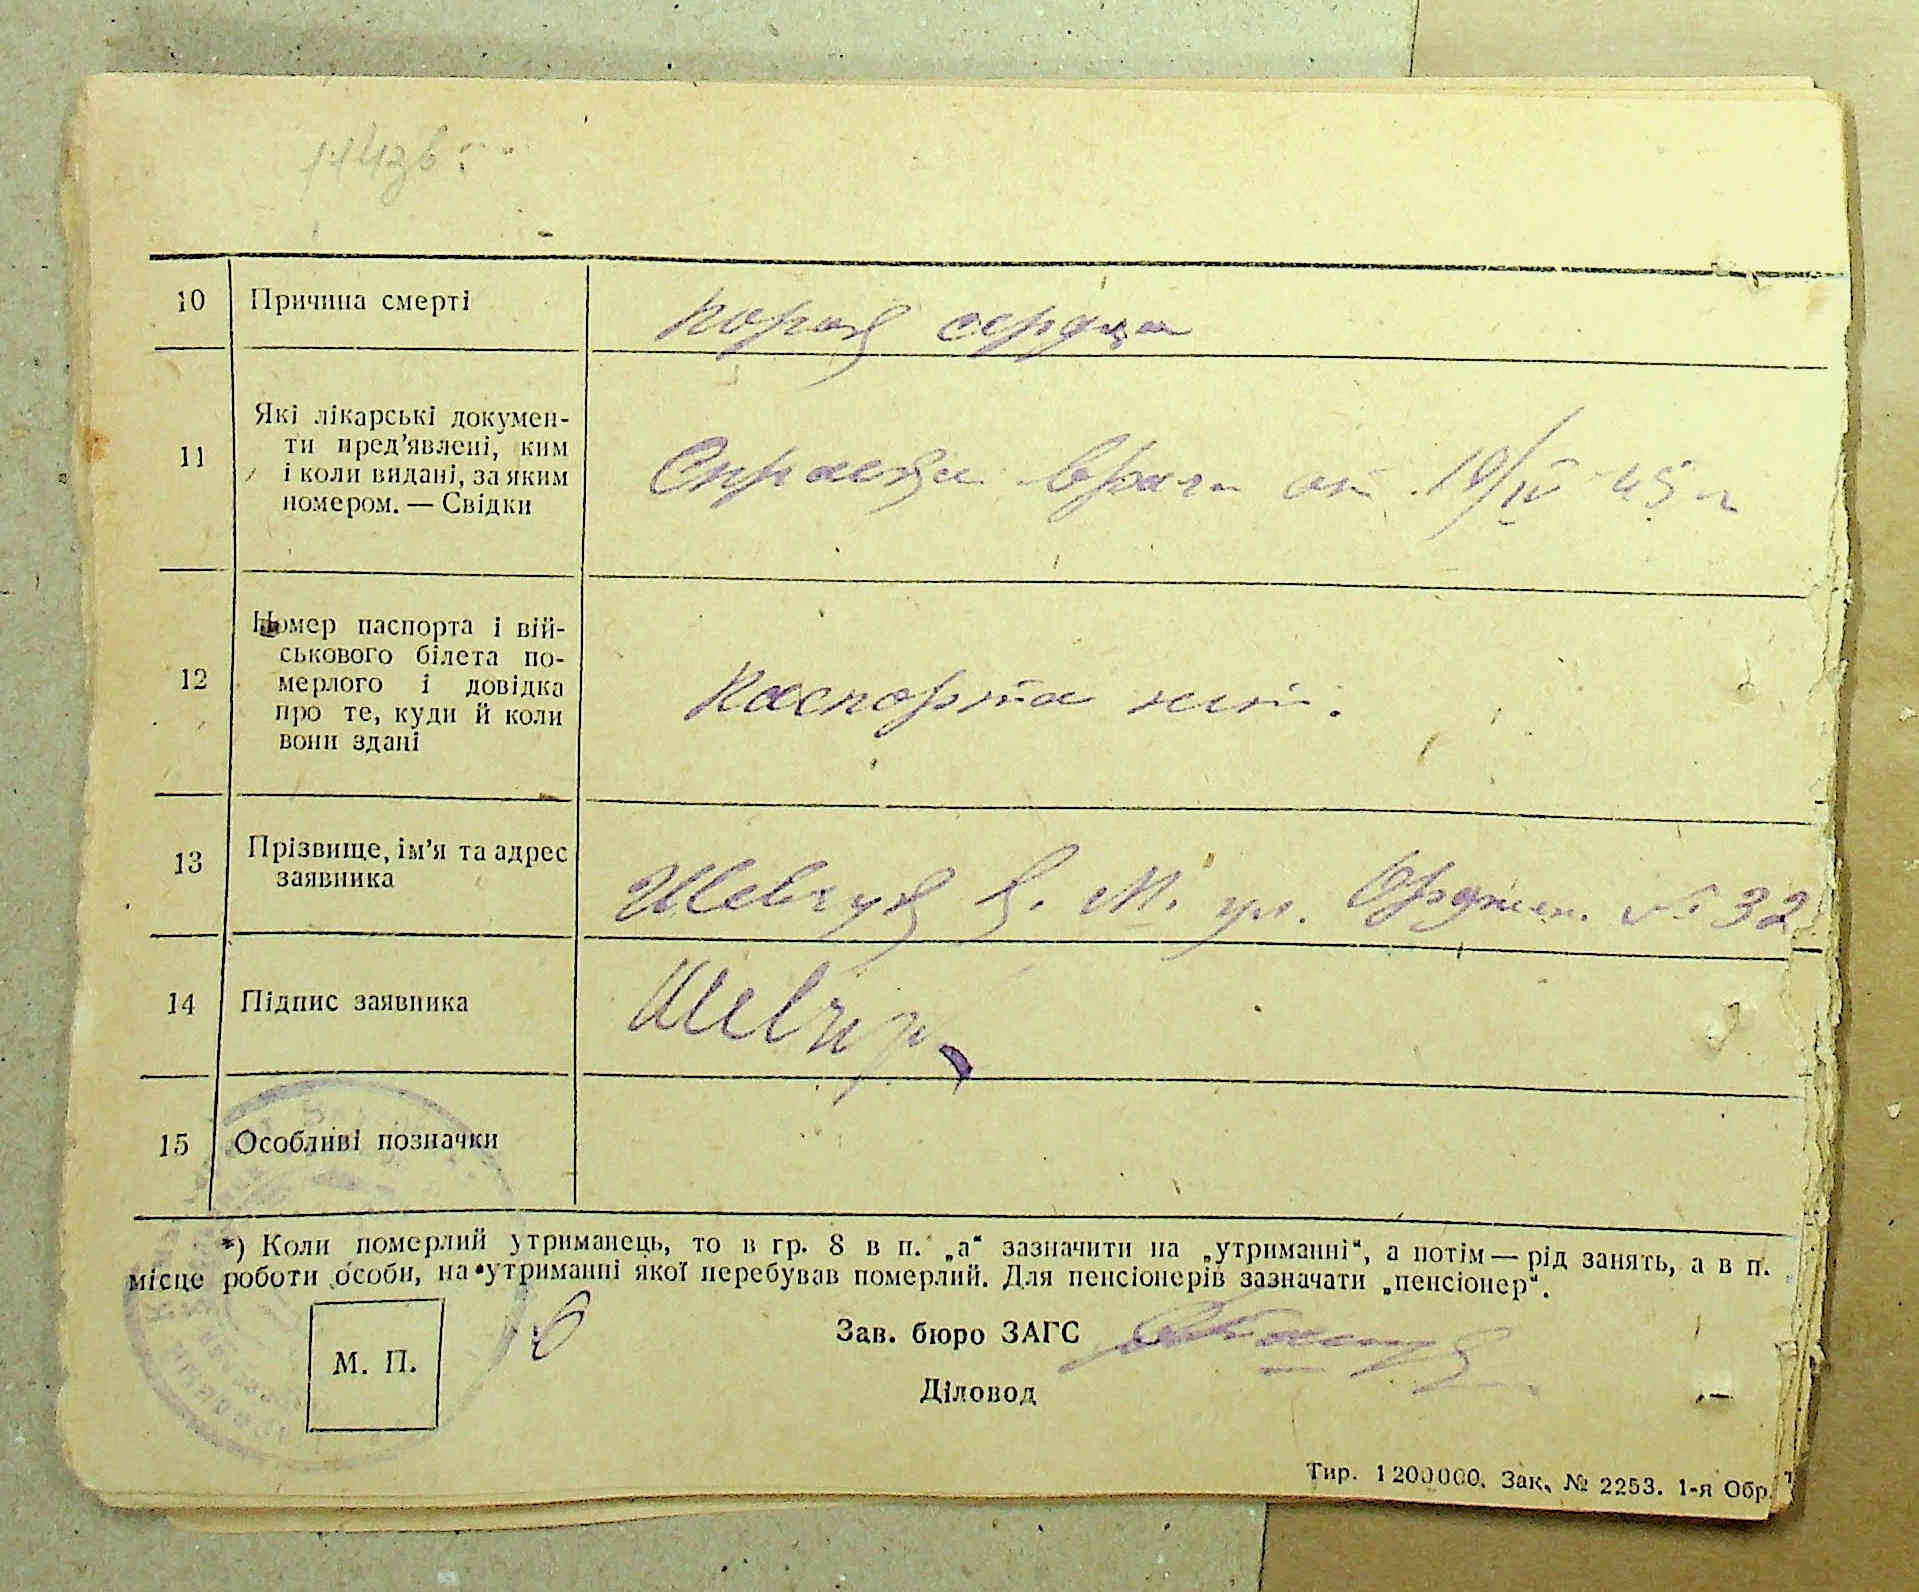 10 Причина смерті
порок сердца
11 Які лікарські докумен-
ти пред'явлені, ким
і коли видані, за яким
номером. — Свідки
Справка врача от 19/IV 45 г
12 Номер паспорта і вій-
ськового білета по-
мерлого і довідка
про те, куди й коли
вони здані
Паспорта нет.
13 Прізвище, ім'я та адрес
заявника
Шевчук В. М. ул. Орджон. № 32
14 Підпис заявника
15 Особливі позначки
*) Коли померлий утриманець, то в гр. 8 в п. „а“ зазначити на „утриманні“, а потім — рід занять, а в п.
місце роботи особи, на утриманні якої перебував померлий. Для пенсіонерів зазначати „пенсіонер“.
Зав. бюро ЗАГС
М. П.
Діловод
Тир. 1200000. Зак. № 2253. 1-я Обр. Т